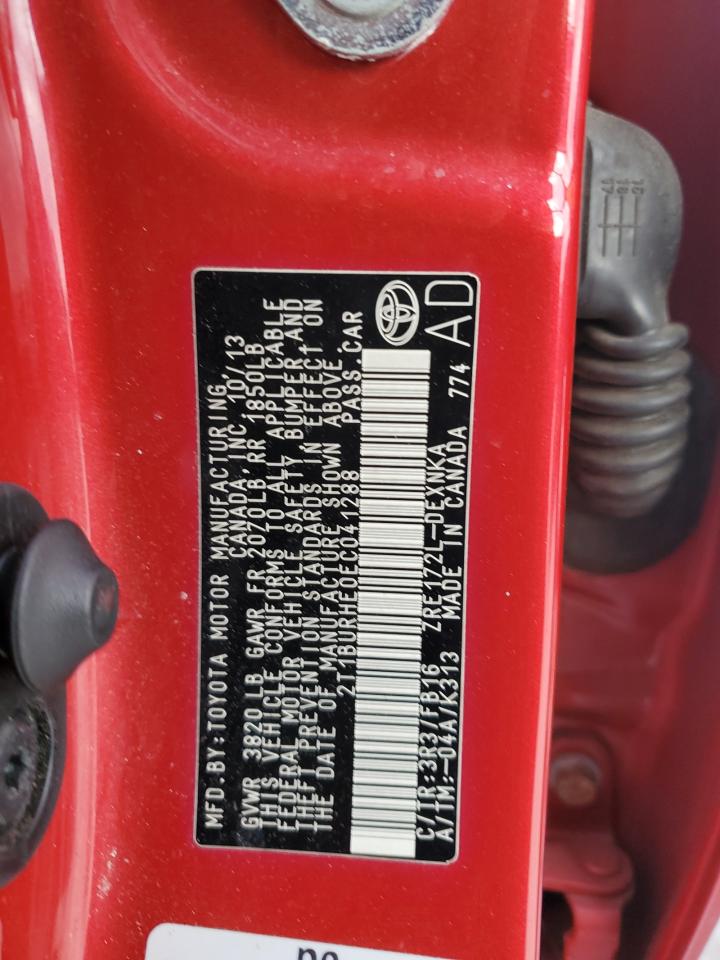 MFD.BY:TOYOTA MOTOR MANUFACTURING,
CANADA, INC. 10/13
GVWR 3820LB GAWR FR 2070LB, RR 1850LB
THIS VEHICLE CONFORMS TO ALL APPLICABLE
FEDERAL MOTOR VEHICLE SAFETY, BUMPER, AND
THEFT PREVENTION STANDARDS IN EFFECT ON
THE DATE OF MANUFACTURE SHOWN ABOVE.
2T1BURHE0EC041288 PASS.CAR
C/TR:3R3/FB16 ZRE172L-DEXNKA
A/TM:-04A/K313 MADE IN CANADA 774
AD